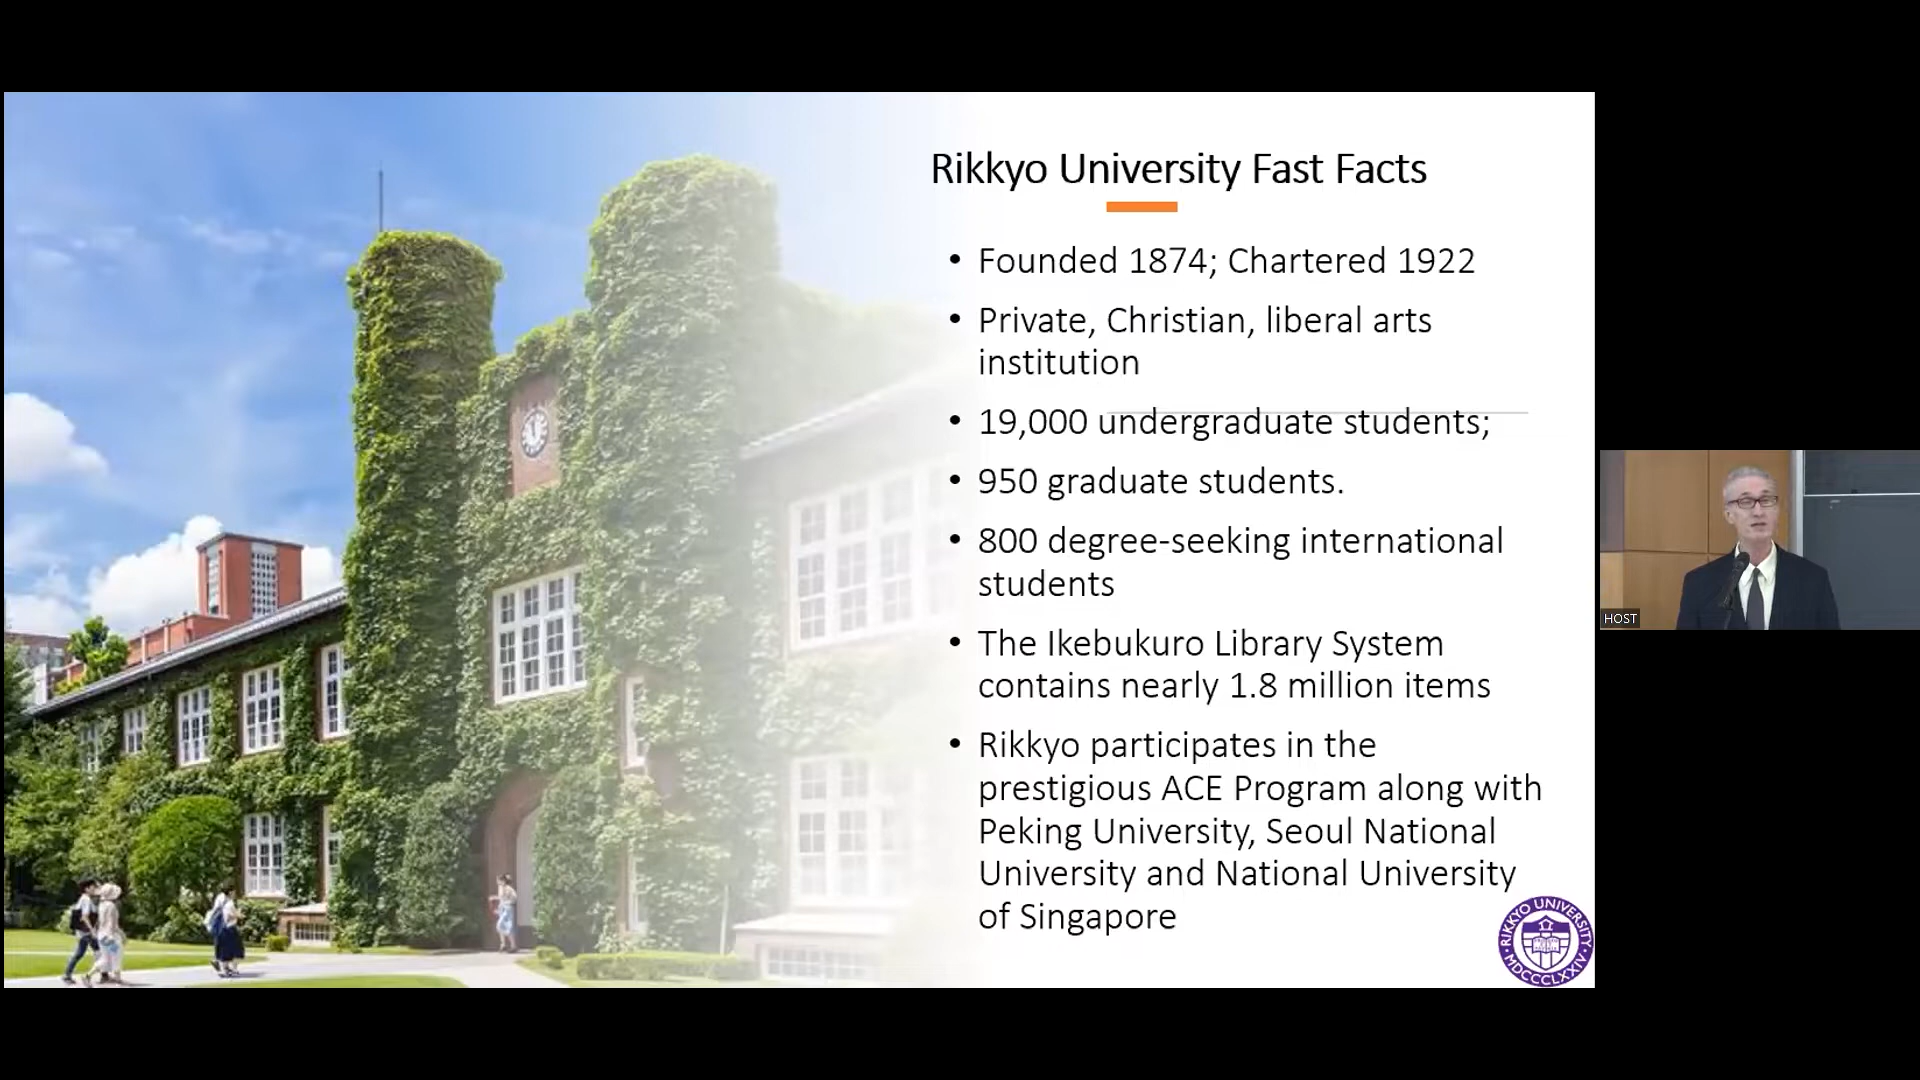 Rikkyo University Fast Facts
• Founded 1874; Chartered 1922
• Private, Christian, liberal arts
institution
• 19,000 undergraduate students;
• 950 graduate students.
• 800 degree-seeking international
students
• The Ikebukuro Library System
contains nearly 1.8 million items
• Rikkyo participates in the
prestigious ACE Program along with
Peking University, Seoul National
University and National University
of Singapore
RIKKYO UNIVERSITY
MDCCCLXXIV
HOST